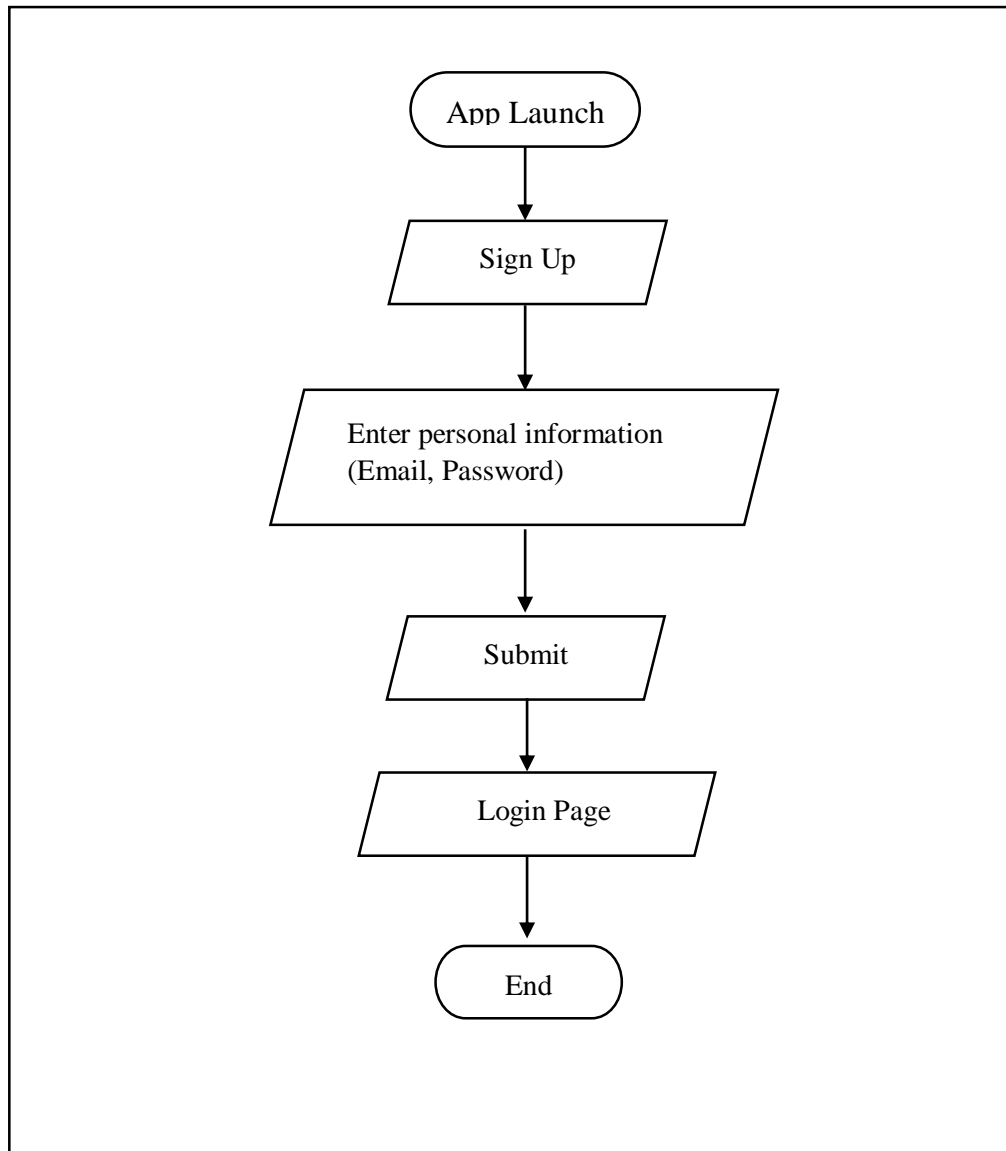 App Launch
Sign Up
Enter personal information
(Email, Password)
Submit
Login Page
End